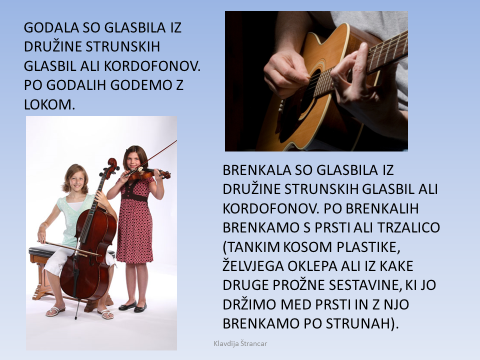 GODALA SO GLASBILA IZ
DRUŽINE STRUNSKIH
GLASBIL ALI KORDOFONOV.
PO GODALIH GODEMO Z
LOKOM.
BRENKALA SO GLASBILA IZ
DRUŽINE STRUNSKIH GLASBIL ALI
KORDOFONOV. PO BRENKALIH
BRENKAMO S PRSTI ALI TRZALICO
(TANKIM KOSOM PLASTIKE,
ŽELVJEGA OKLEPA ALI IZ KAKE
DRUGE PROŽNE SESTAVINE, KI JO
DRŽIMO MED PRSTI IN Z NJO
BRENKAMO PO STRUNAH).
Klavdija Štrancar